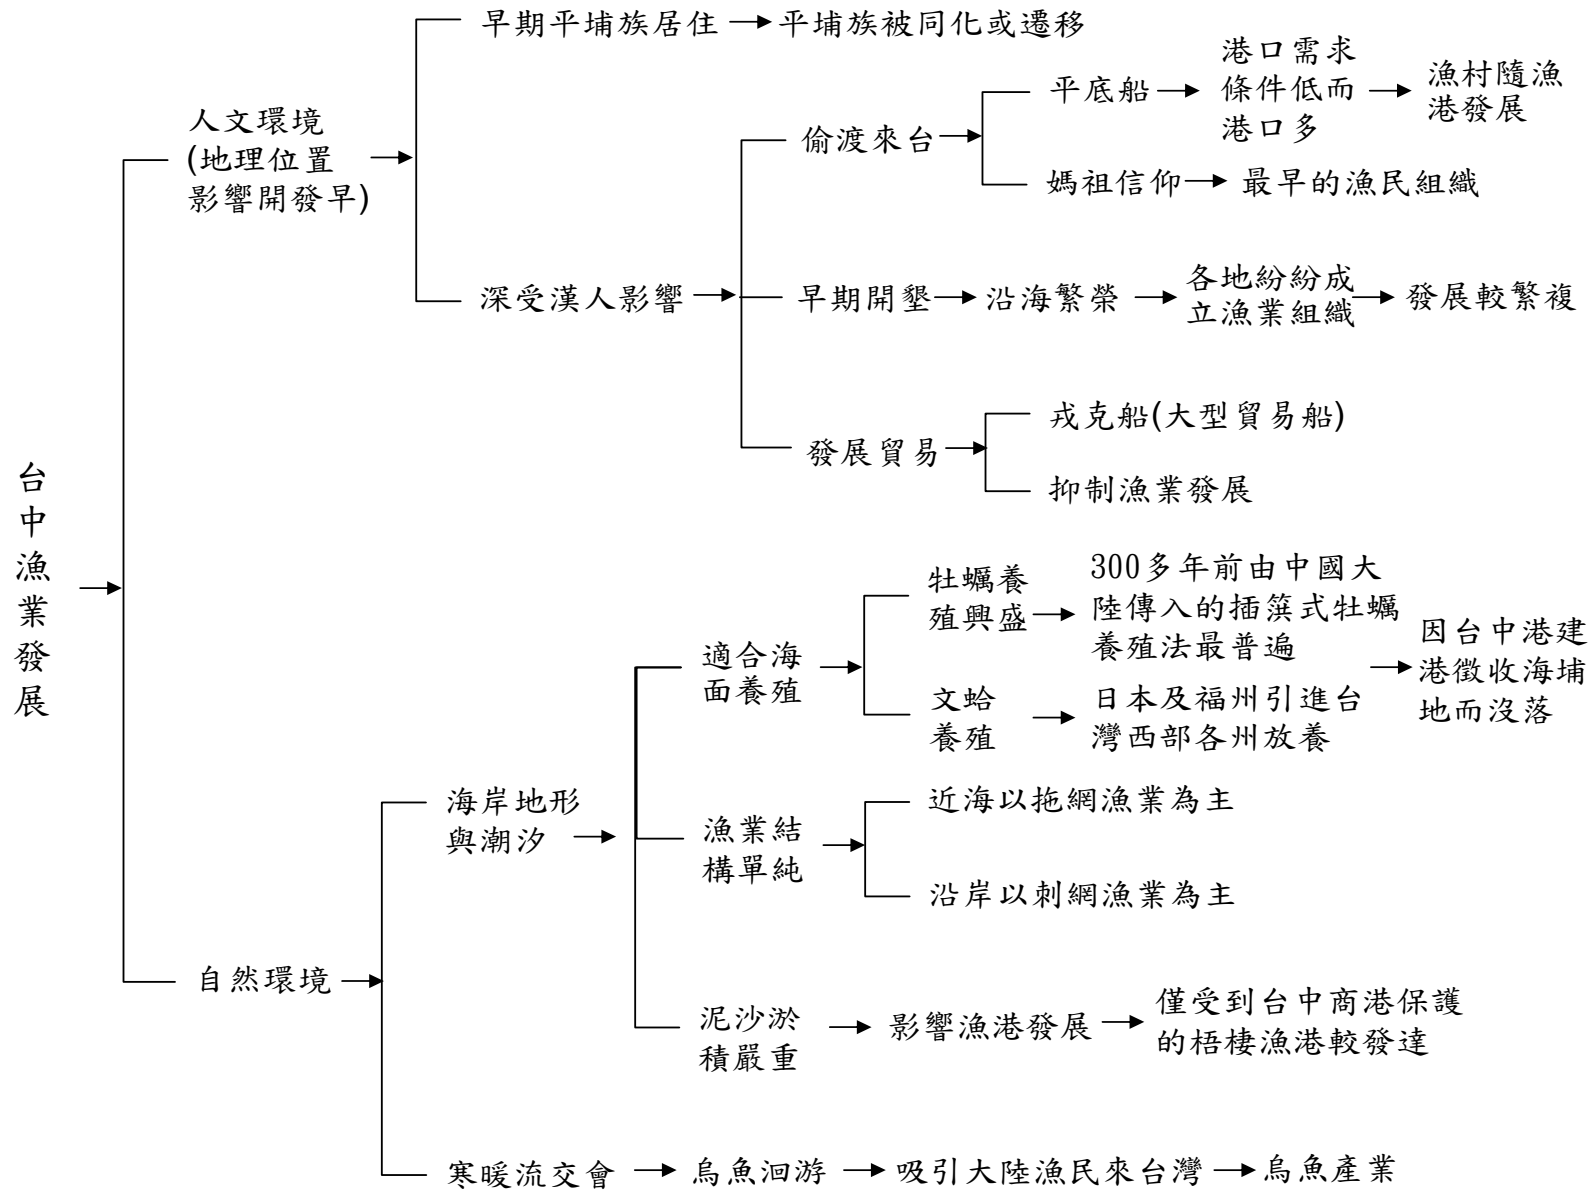 台
中
漁
業
發
展
人文環境
(地理位置
影響開發早)
早期平埔族居住
平埔族被同化或遷移
深受漢人影響
偷渡來台
平底船
港口需求
條件低而
港口多
漁村隨漁
港發展
媽祖信仰
最早的漁民組織
早期開墾
沿海繁榮
各地紛紛成
立漁業組織
發展較繁複
發展貿易
戎克船(大型貿易船)
抑制漁業發展
自然環境
海岸地形
與潮汐
適合海
面養殖
牡蠣養
殖興盛
300多年前由中國大
陸傳入的插篊式牡蠣
養殖法最普遍
文蛤
養殖
日本及福州引進台
灣西部各州放養
因台中港建
港徵收海埔
地而沒落
漁業結
構單純
近海以拖網漁業為主
沿岸以刺網漁業為主
泥沙淤
積嚴重
影響漁港發展
僅受到台中商港保護
的梧棲漁港較發達
寒暖流交會
烏魚洄游
吸引大陸漁民來台灣
烏魚產業